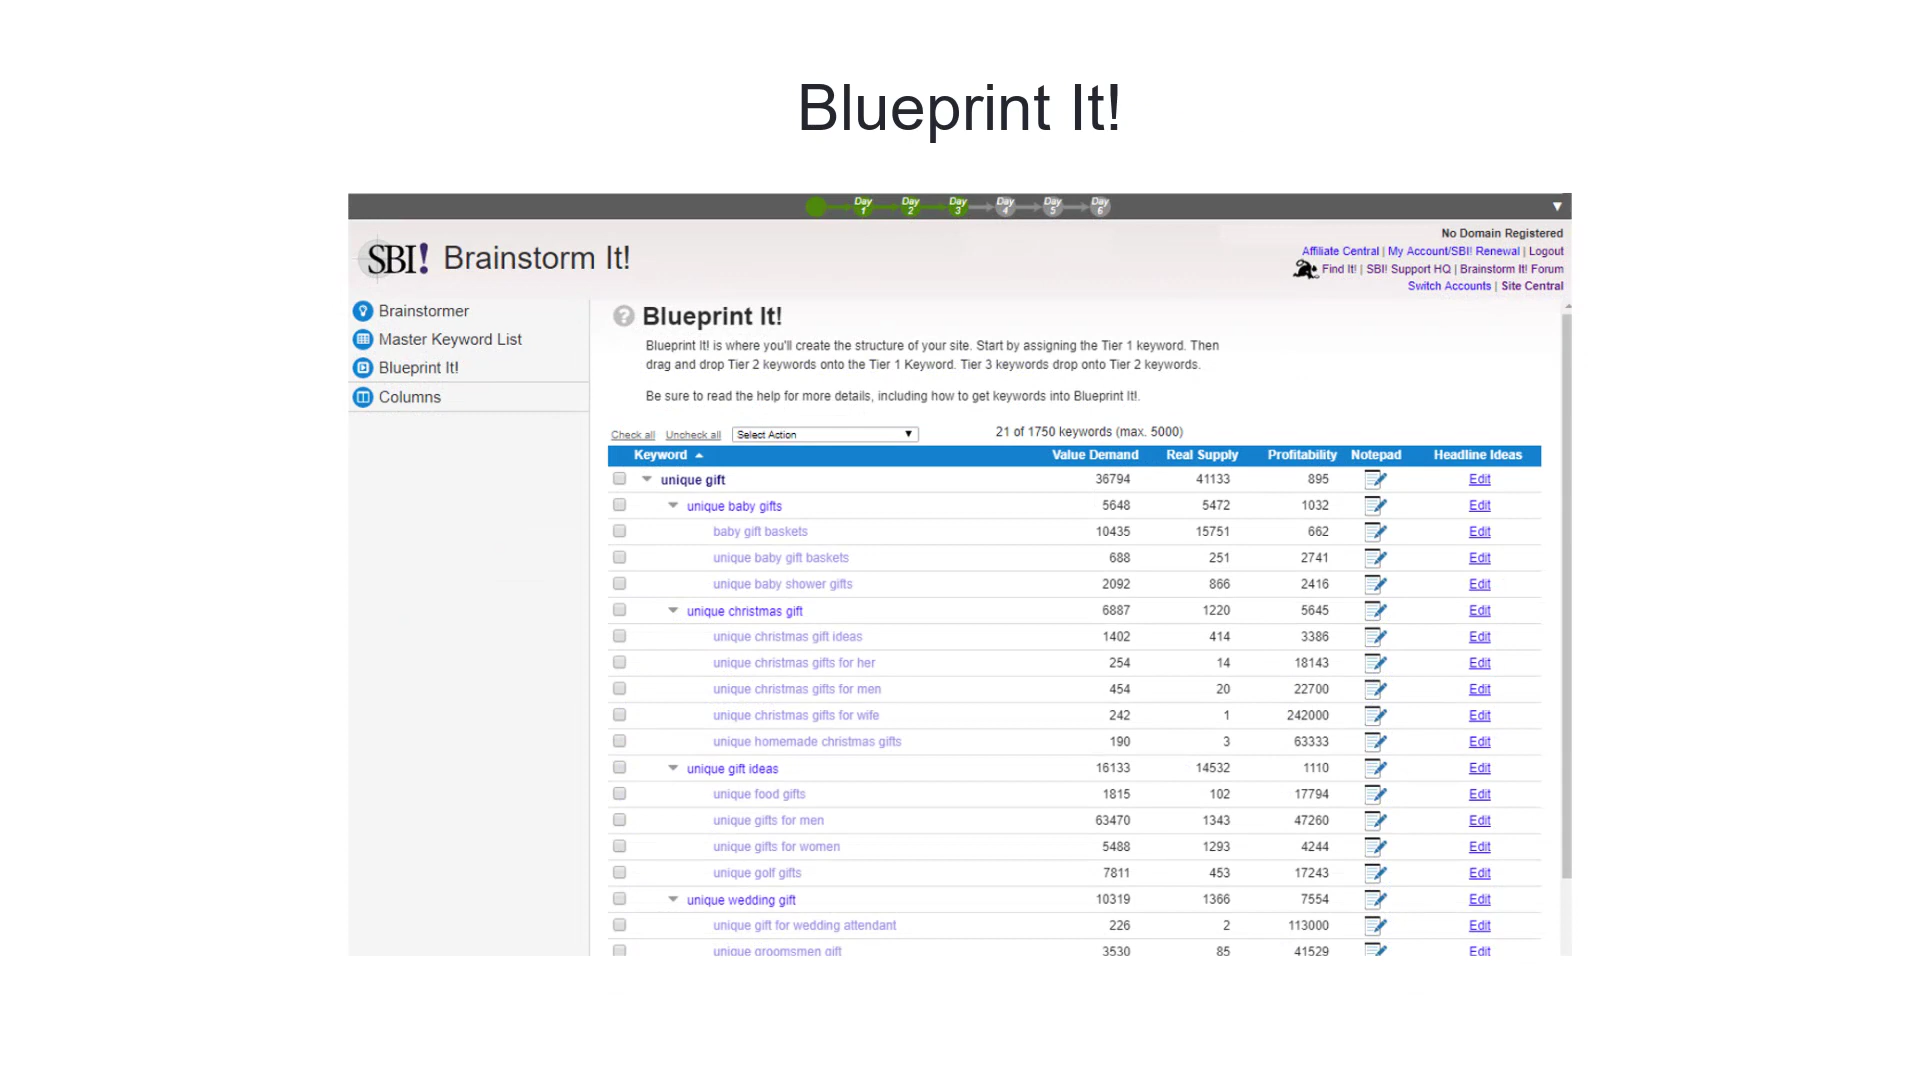 Blueprint It!
Day 1 Day 2 Day 3 Day 4 Day 5 Day 6
SBI! Brainstorm It!
No Domain Registered
Affiliate Central | My Account/SBI! Renewal | Logout
Find It! | SBI! Support HQ | Brainstorm It! Forum
Switch Accounts | Site Central
Brainstormer
Master Keyword List
Blueprint It!
Columns
Blueprint It!
Blueprint It! is where you'll create the structure of your site. Start by assigning the Tier 1 keyword. Then
drag and drop Tier 2 keywords onto the Tier 1 Keyword. Tier 3 keywords drop onto Tier 2 keywords.
Be sure to read the help for more details, including how to get keywords into Blueprint It!.
Check all Uncheck all Select Action 21 of 1750 keywords (max. 5000)
Keyword Value Demand Real Supply Profitability Notepad Headline Ideas
unique gift 36794 41133 895 Edit
unique baby gifts 5648 5472 1032 Edit
baby gift baskets 10435 15751 662 Edit
unique baby gift baskets 688 251 2741 Edit
unique baby shower gifts 2092 866 2416 Edit
unique christmas gift 6887 1220 5645 Edit
unique christmas gift ideas 1402 414 3386 Edit
unique christmas gifts for her 254 14 18143 Edit
unique christmas gifts for men 454 20 22700 Edit
unique christmas gifts for wife 242 1 242000 Edit
unique homemade christmas gifts 190 3 63333 Edit
unique gift ideas 16133 14532 1110 Edit
unique food gifts 1815 102 17794 Edit
unique gifts for men 63470 1343 47260 Edit
unique gifts for women 5488 1293 4244 Edit
unique golf gifts 7811 453 17243 Edit
unique wedding gift 10319 1366 7554 Edit
unique gift for wedding attendant 226 2 113000 Edit
unique groomsmen gift 3530 85 41529 Edit